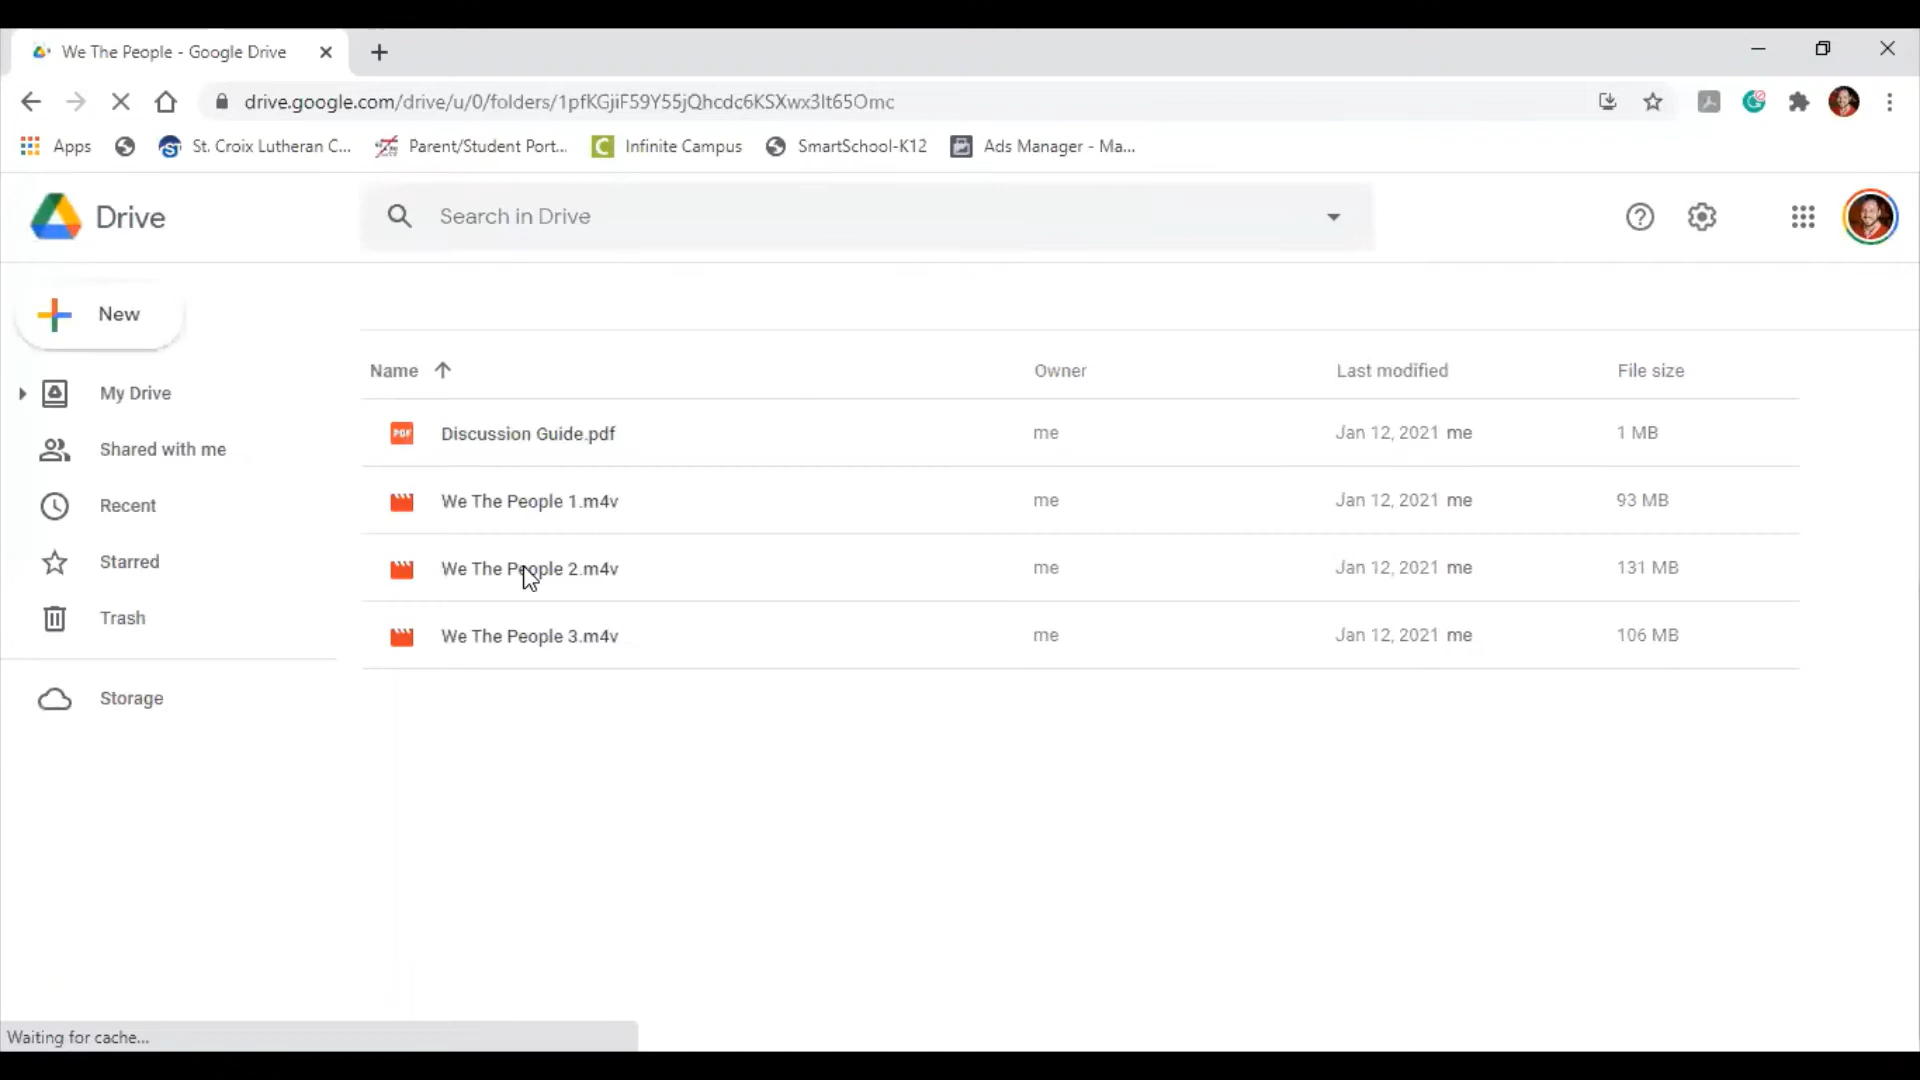 We The People - Google Drive
drive.google.com/drive/u/0/folders/1pfKGjiF59Y55jQhcdc6KSXwx3lt65Omc
Apps St. Croix Lutheran C... Parent/Student Port... Infinite Campus SmartSchool-K12 Ads Manager - Ma...
Drive Search in Drive
New
Name Owner Last modified File size
My Drive
Shared with me
Recent
Starred
Trash
Storage
PDF Discussion Guide.pdf me Jan 12, 2021 me 1 MB
We The People 1.m4v me Jan 12, 2021 me 93 MB
We The People 2.m4v me Jan 12, 2021 me 131 MB
We The People 3.m4v me Jan 12, 2021 me 106 MB
Waiting for cache...